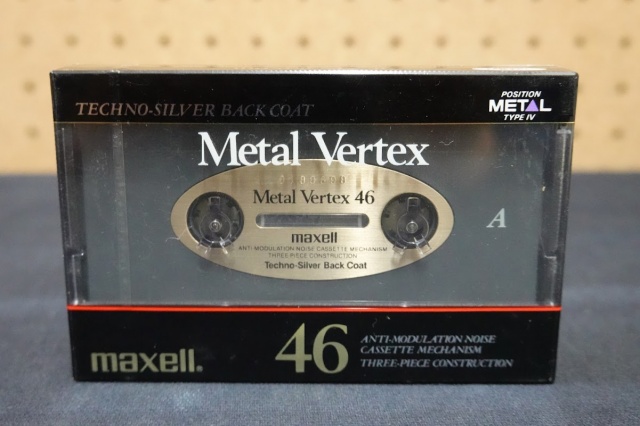 TECHNO-SILVER BACK COAT
POSITION
METAL
TYPE IV
Metal Vertex
Metal Vertex 46
maxell
ANTI-MODULATION NOISE CASSETTE MECHANISM
THREE-PIECE CONSTRUCTION
Techno-Silver Back Coat
A
maxell.
46
ANTI-MODULATION NOISE
CASSETTE MECHANISM
THREE-PIECE CONSTRUCTION